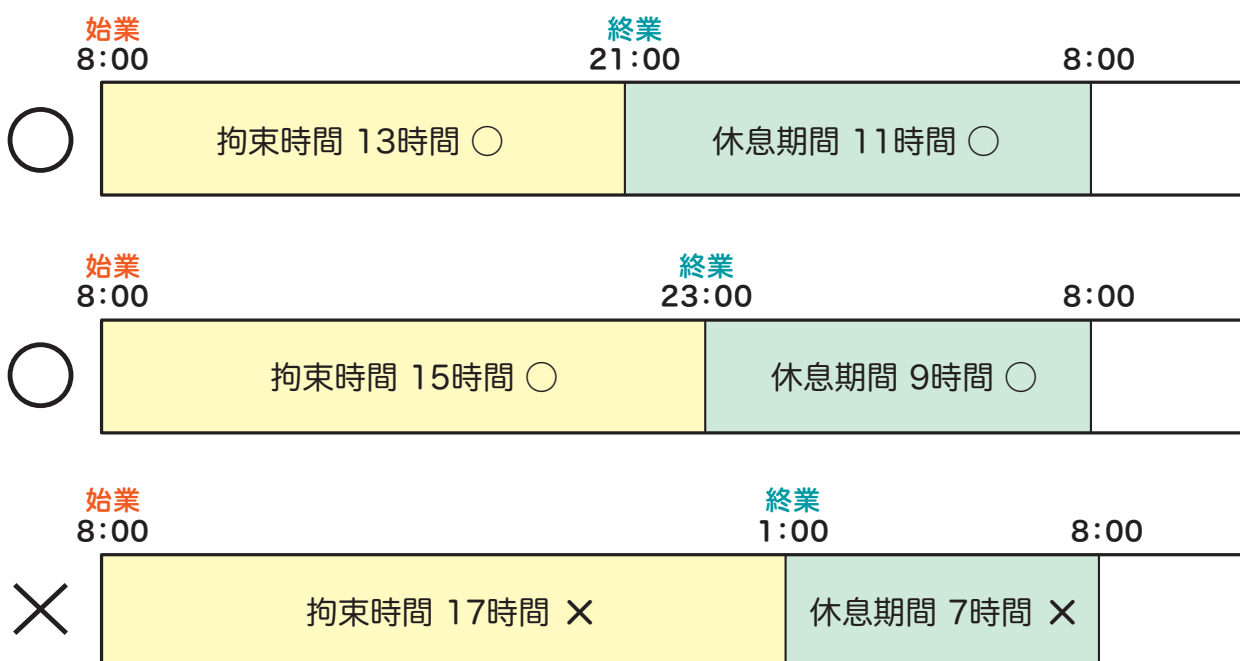 始業 終業
8:00 21:00 8:00
拘束時間 13時間 ○ 休息期間 11時間 ○
始業 終業
8:00 23:00 8:00
拘束時間 15時間 ○ 休息期間 9時間 ○
始業 終業
8:00 1:00 8:00
拘束時間 17時間 × 休息期間 7時間 ×